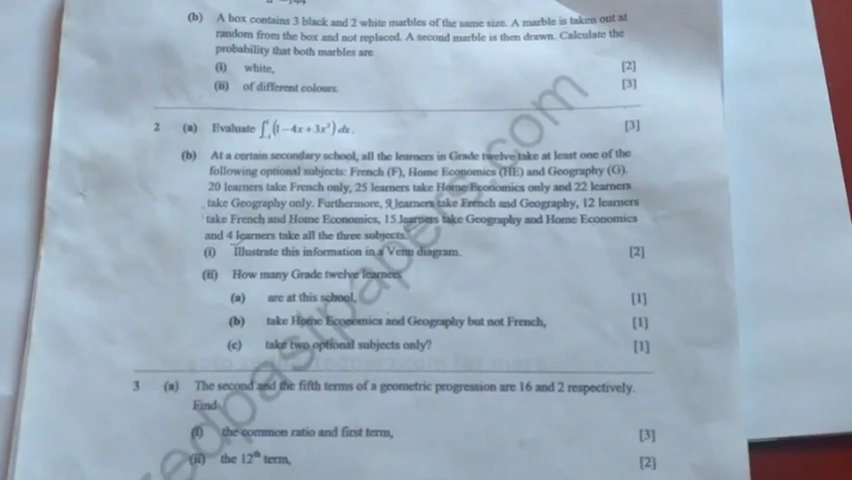 (b) A box contains 3 black and 2 white marbles of the same size. A marble is taken out at
random from the box and not replaced. A second marble is then drawn. Calculate the
probability that both marbles are
(i) white, [2]
(ii) of different colours. [3]
2 (a) Evaluate ∫ (1−4x+3x²) dx. [3]
(b) At a certain secondary school, all the learners in Grade twelve take at least one of the
following optional subjects: French (F), Home Economics (HE) and Geography (G).
20 learners take French only, 25 learners take Home Economics only and 22 learners
take Geography only. Furthermore, 9 learners take French and Geography, 12 learners
take French and Home Economics, 15 learners take Geography and Home Economics
and 4 learners take all the three subjects.
(i) Illustrate this information in a Venn diagram. [2]
(ii) How many Grade twelve learners
(a) are at this school, [1]
(b) take Home Economics and Geography but not French, [1]
(c) take two optional subjects only? [1]
3 (a) The second and the fifth terms of a geometric progression are 16 and 2 respectively.
Find
(i) the common ratio and first term, [3]
(ii) the 12th term, [2]
redpastpapers.com